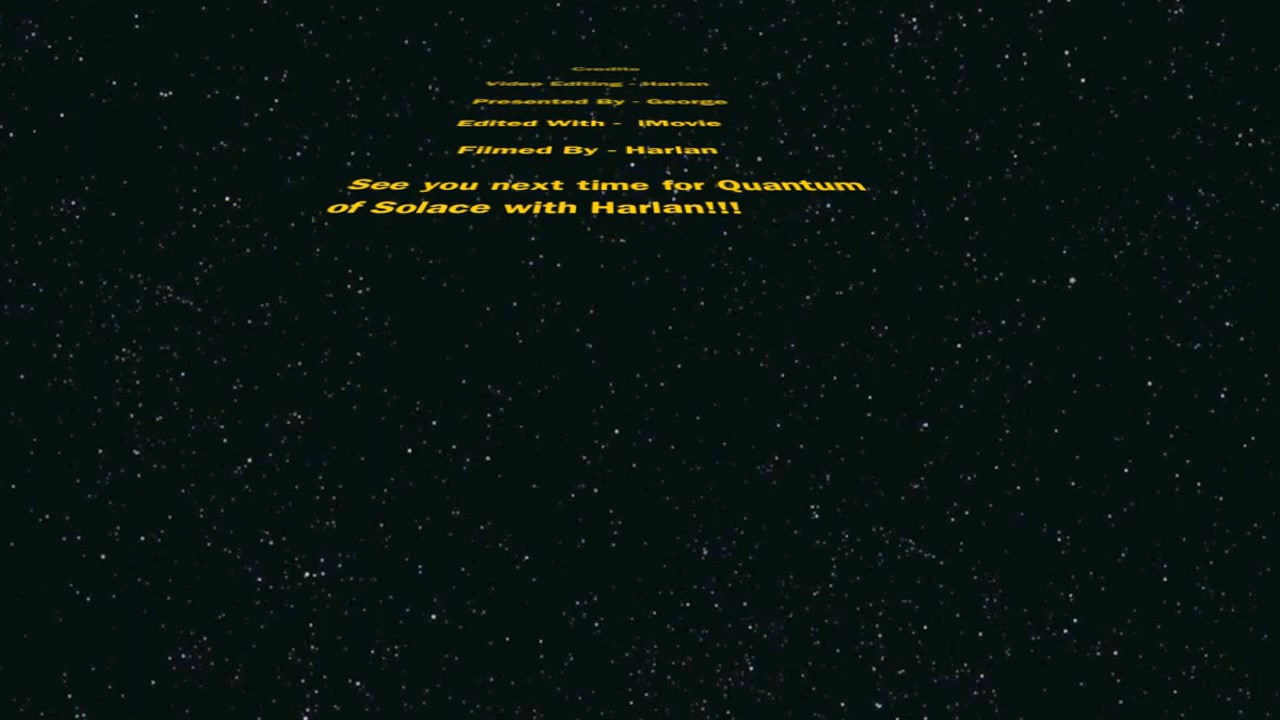 Credits
Video Editing - Harlan
Presented By - George
Edited With - iMovie
Filmed By - Harlan
See you next time for Quantum
of Solace with Harlan!!!